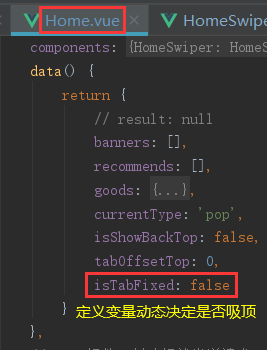 Home.vue HomeSwipe
components: {HomeSwiper: HomeS
data() {
return {
// result: null
banners: [],
recommends: [],
goods: {...},
currentType: 'pop',
isShowBackTop: false,
tabOffsetTop: 0,
isTabFixed: false
} 定义变量动态决定是否吸顶
},